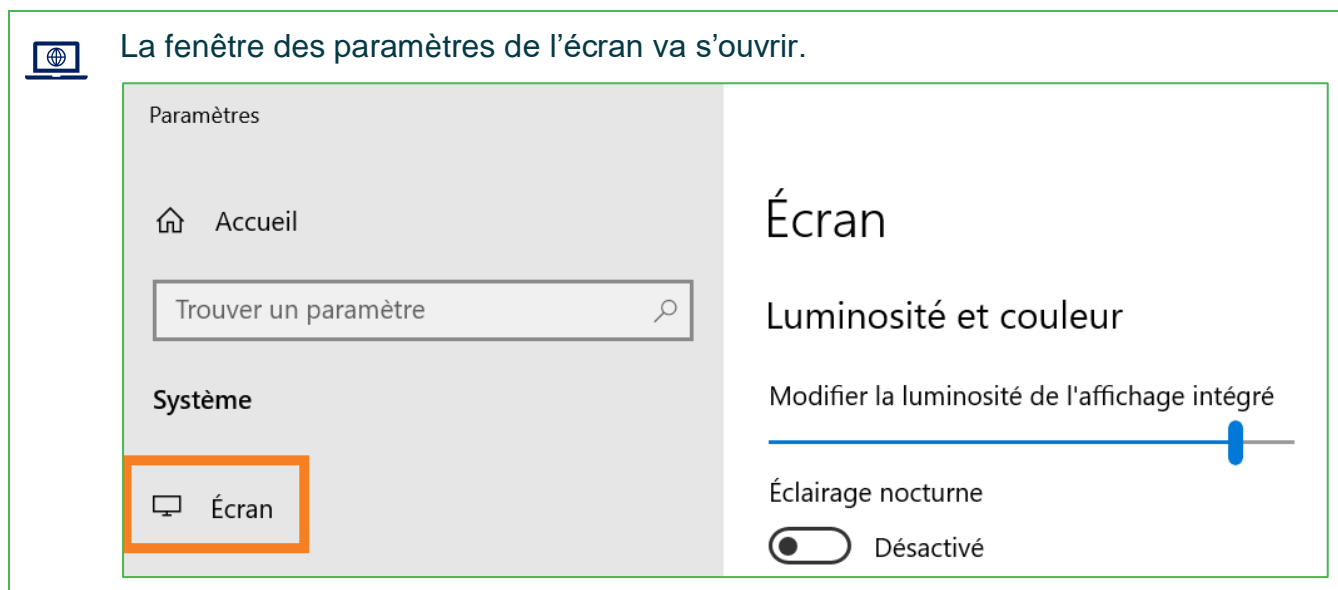 La fenêtre des paramètres de l’écran va s’ouvrir.
Paramètres
Accueil
Trouver un paramètre
Système
Écran
Écran
Luminosité et couleur
Modifier la luminosité de l'affichage intégré
Éclairage nocturne
Désactivé